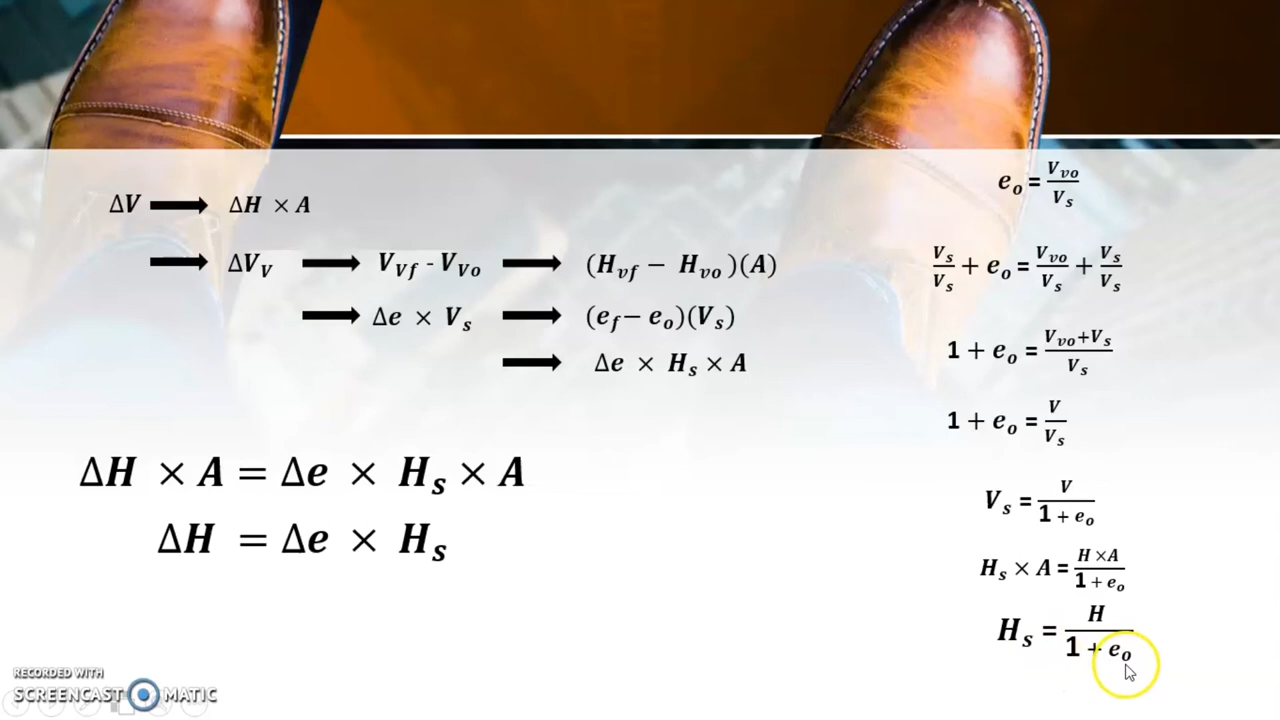 ΔV → ΔH × A
→ ΔV_V → V_Vf - V_Vo → (H_vf − H_vo)(A)
→ Δe × V_s → (e_f − e_o)(V_s)
→ Δe × H_s × A
ΔH × A = Δe × H_s × A
ΔH = Δe × H_s
e_o = V_vo/V_s
V_s/V_s + e_o = V_vo/V_s + V_s/V_s
1 + e_o = (V_vo+V_s)/V_s
1 + e_o = V/V_s
V_s = V/(1 + e_o)
H_s × A = (H × A)/(1 + e_o)
H_s = H/(1 + e_o)
RECORDED WITH
SCREENCAST MATIC